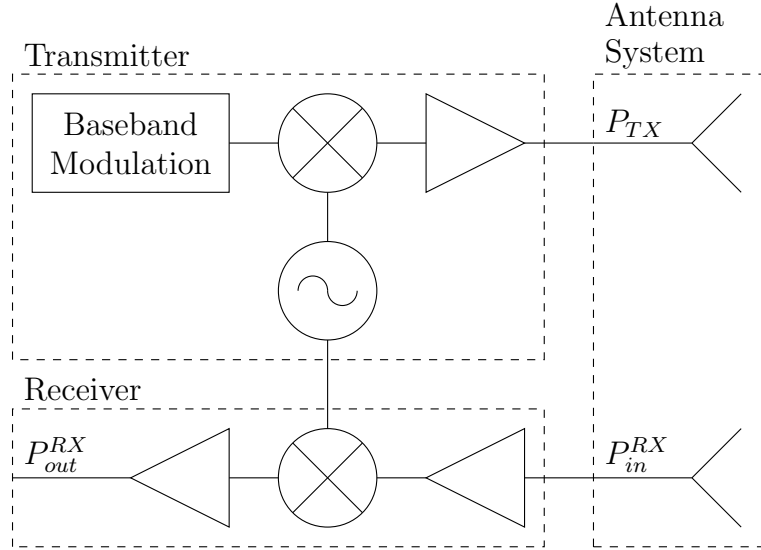 Antenna
System
Transmitter
Baseband
Modulation
P_{TX}
Receiver
P_{out}^{RX}
P_{in}^{RX}